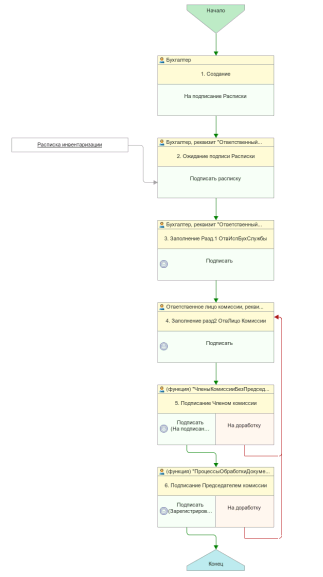 Начало
Бухгалтер
1. Создание
На подписание Расписки
Бухгалтер, реквизит "Ответственный...
2. Ожидание подписи Расписки
Расписка инвентаризации
Подписать расписку
Бухгалтер, реквизит "Ответственный...
3. Заполнение Разд.1 ОтвИспБухСлужбы
Подписать
Ответственное лицо комиссии, рекви...
4. Заполнение разд2 ОтвЛицо Комиссии
Подписать
(функция) "ЧленыКомиссииБезПредсед...
5. Подписание Членом комиссии
Подписать
(На подписан...
На доработку
(функция) "ПроцессыОбработкиДокуме...
6. Подписание Председателем комиссии
Подписать
(Зарегистриров...
На доработку
Конец